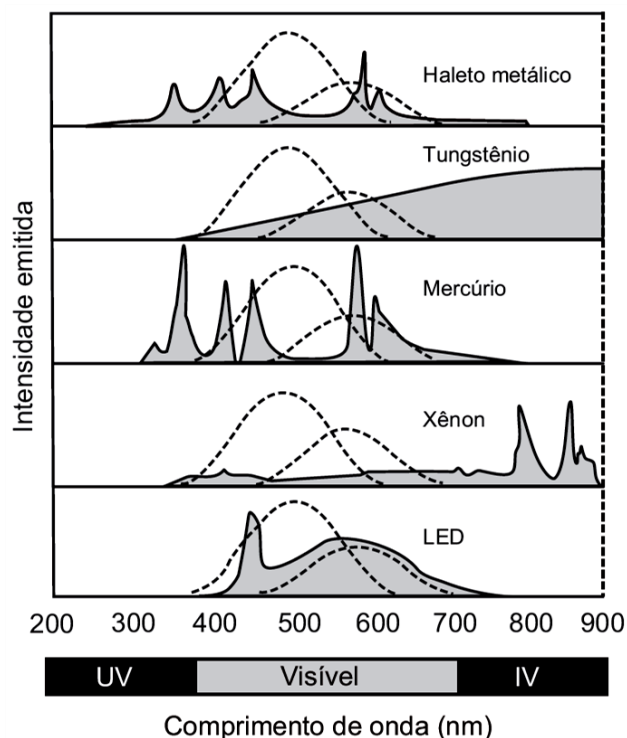 Haleto metálico
Tungstênio
Mercúrio
Xênon
LED
Intensidade emitida
200 300 400 500 600 700 800 900
UV Visível IV
Comprimento de onda (nm)